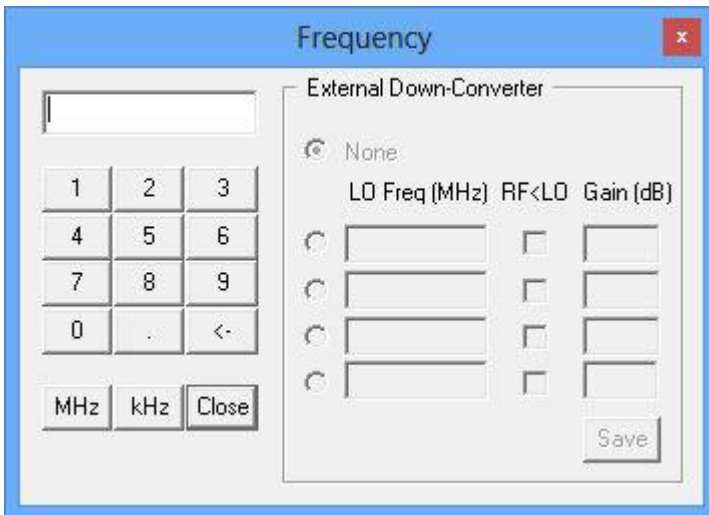 Frequency
x
External Down-Converter
None
LO Freq (MHz) RF<LO Gain (dB)
1 2 3
4 5 6
7 8 9
0 . <-
MHz kHz Close
Save